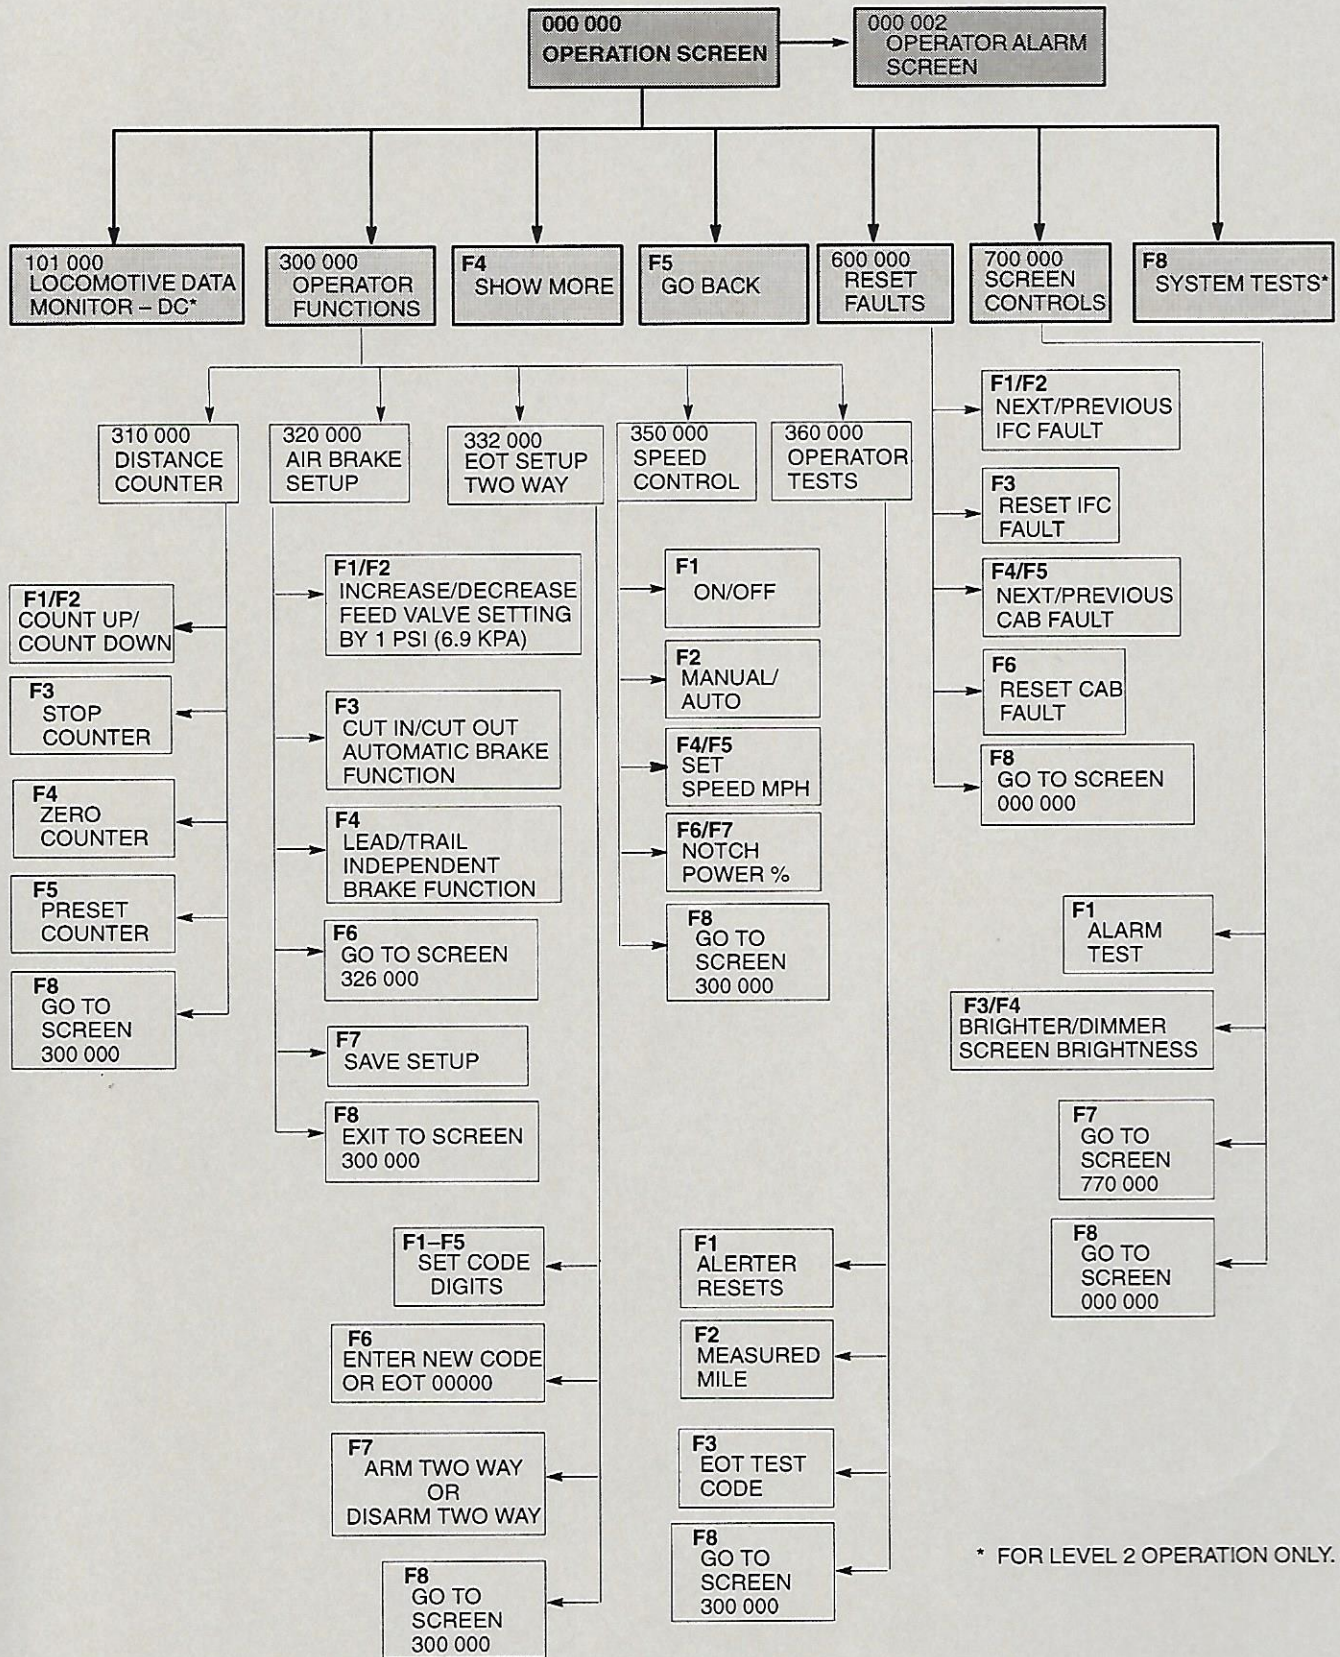 000 000
OPERATION SCREEN
000 002
OPERATOR ALARM
SCREEN
101 000
LOCOMOTIVE DATA
MONITOR – DC*
300 000
OPERATOR
FUNCTIONS
F4
SHOW MORE
F5
GO BACK
600 000
RESET
FAULTS
700 000
SCREEN
CONTROLS
F8
SYSTEM TESTS*
310 000
DISTANCE
COUNTER
320 000
AIR BRAKE
SETUP
332 000
EOT SETUP
TWO WAY
350 000
SPEED
CONTROL
360 000
OPERATOR
TESTS
F1/F2
COUNT UP/
COUNT DOWN
F3
STOP
COUNTER
F4
ZERO
COUNTER
F5
PRESET
COUNTER
F8
GO TO
SCREEN
300 000
F1/F2
INCREASE/DECREASE
FEED VALVE SETTING
BY 1 PSI (6.9 KPA)
F3
CUT IN/CUT OUT
AUTOMATIC BRAKE
FUNCTION
F4
LEAD/TRAIL
INDEPENDENT
BRAKE FUNCTION
F6
GO TO SCREEN
326 000
F7
SAVE SETUP
F8
EXIT TO SCREEN
300 000
F1–F5
SET CODE
DIGITS
F6
ENTER NEW CODE
OR EOT 00000
F7
ARM TWO WAY
OR
DISARM TWO WAY
F8
GO TO
SCREEN
300 000
F1
ON/OFF
F2
MANUAL/
AUTO
F4/F5
SET
SPEED MPH
F6/F7
NOTCH
POWER %
F8
GO TO
SCREEN
300 000
F1
ALERTER
RESETS
F2
MEASURED
MILE
F3
EOT TEST
CODE
F8
GO TO
SCREEN
300 000
F1/F2
NEXT/PREVIOUS
IFC FAULT
F3
RESET IFC
FAULT
F4/F5
NEXT/PREVIOUS
CAB FAULT
F6
RESET CAB
FAULT
F8
GO TO SCREEN
000 000
F1
ALARM
TEST
F3/F4
BRIGHTER/DIMMER
SCREEN BRIGHTNESS
F7
GO TO
SCREEN
770 000
F8
GO TO
SCREEN
000 000
* FOR LEVEL 2 OPERATION ONLY.